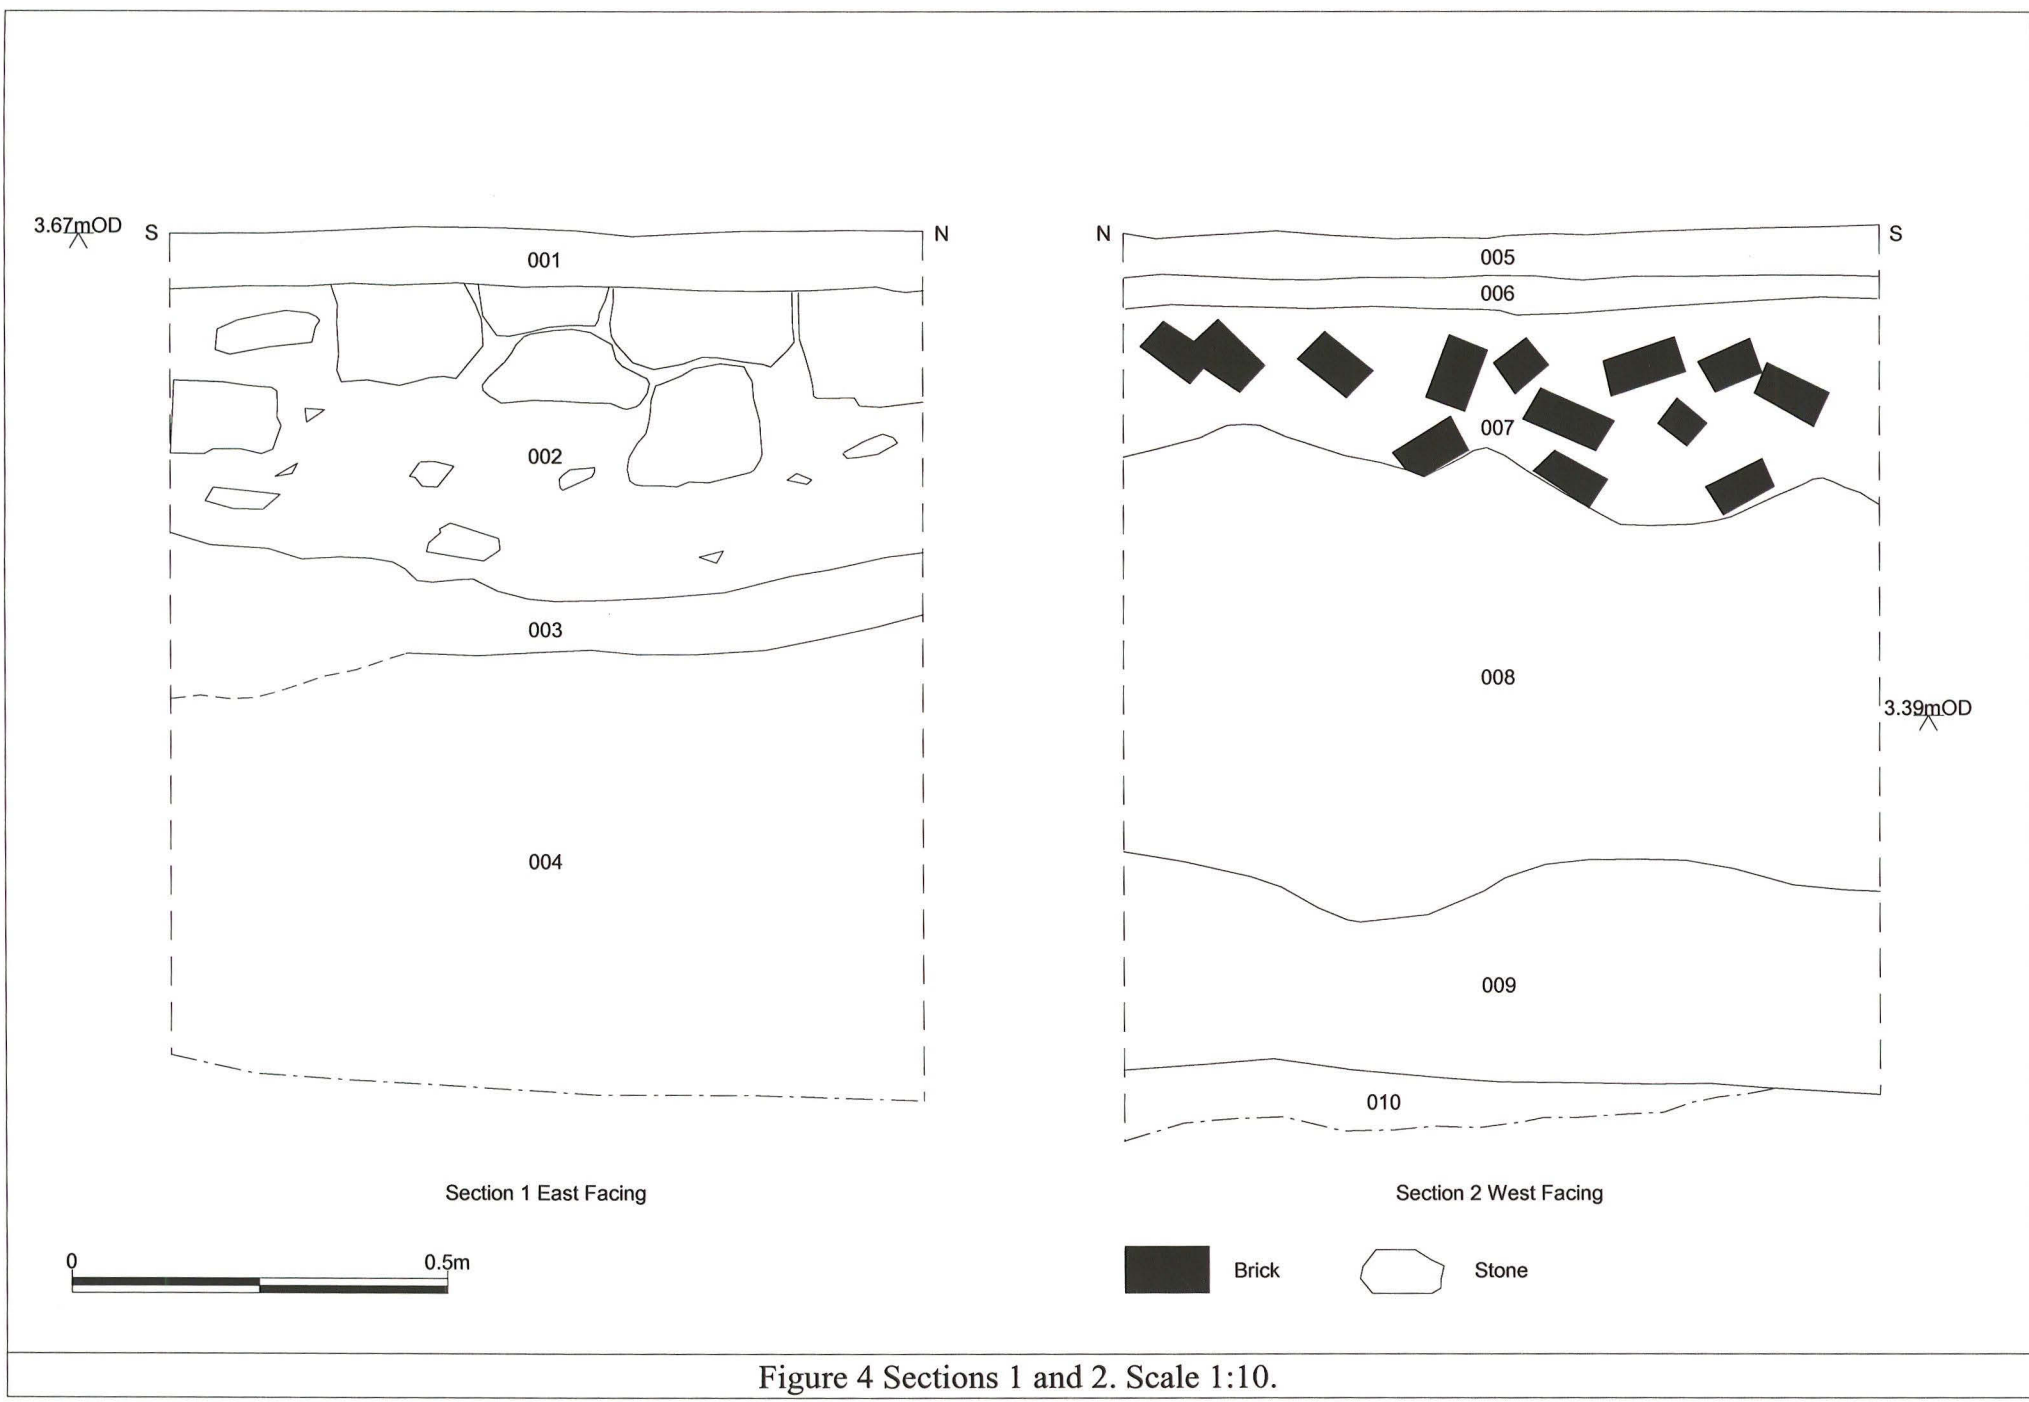 3.67mOD
S
N
001
002
003
004
Section 1 East Facing
N
S
005
006
007
008
3.39mOD
009
010
Section 2 West Facing
0
0.5m
Brick
Stone
Figure 4 Sections 1 and 2. Scale 1:10.